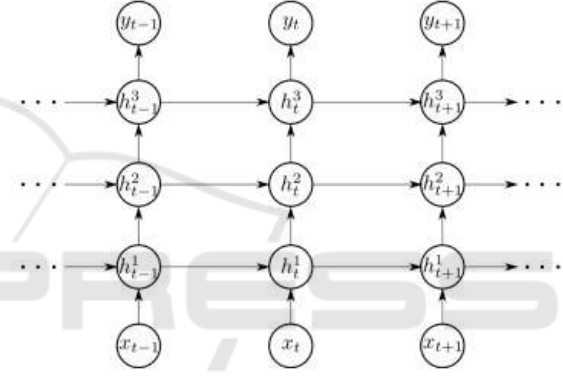 y_{t-1} y_t y_{t+1}
··· h^3_{t-1} h^3_t h^3_{t+1} ···
··· h^2_{t-1} h^2_t h^2_{t+1} ···
··· h^1_{t-1} h^1_t h^1_{t+1} ···
PRESS
x_{t-1} x_t x_{t+1}